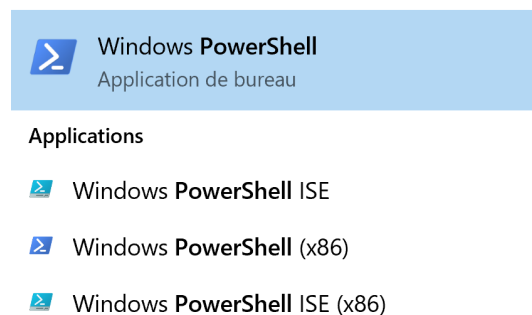 Windows PowerShell
Application de bureau
Applications
Windows PowerShell ISE
Windows PowerShell (x86)
Windows PowerShell ISE (x86)